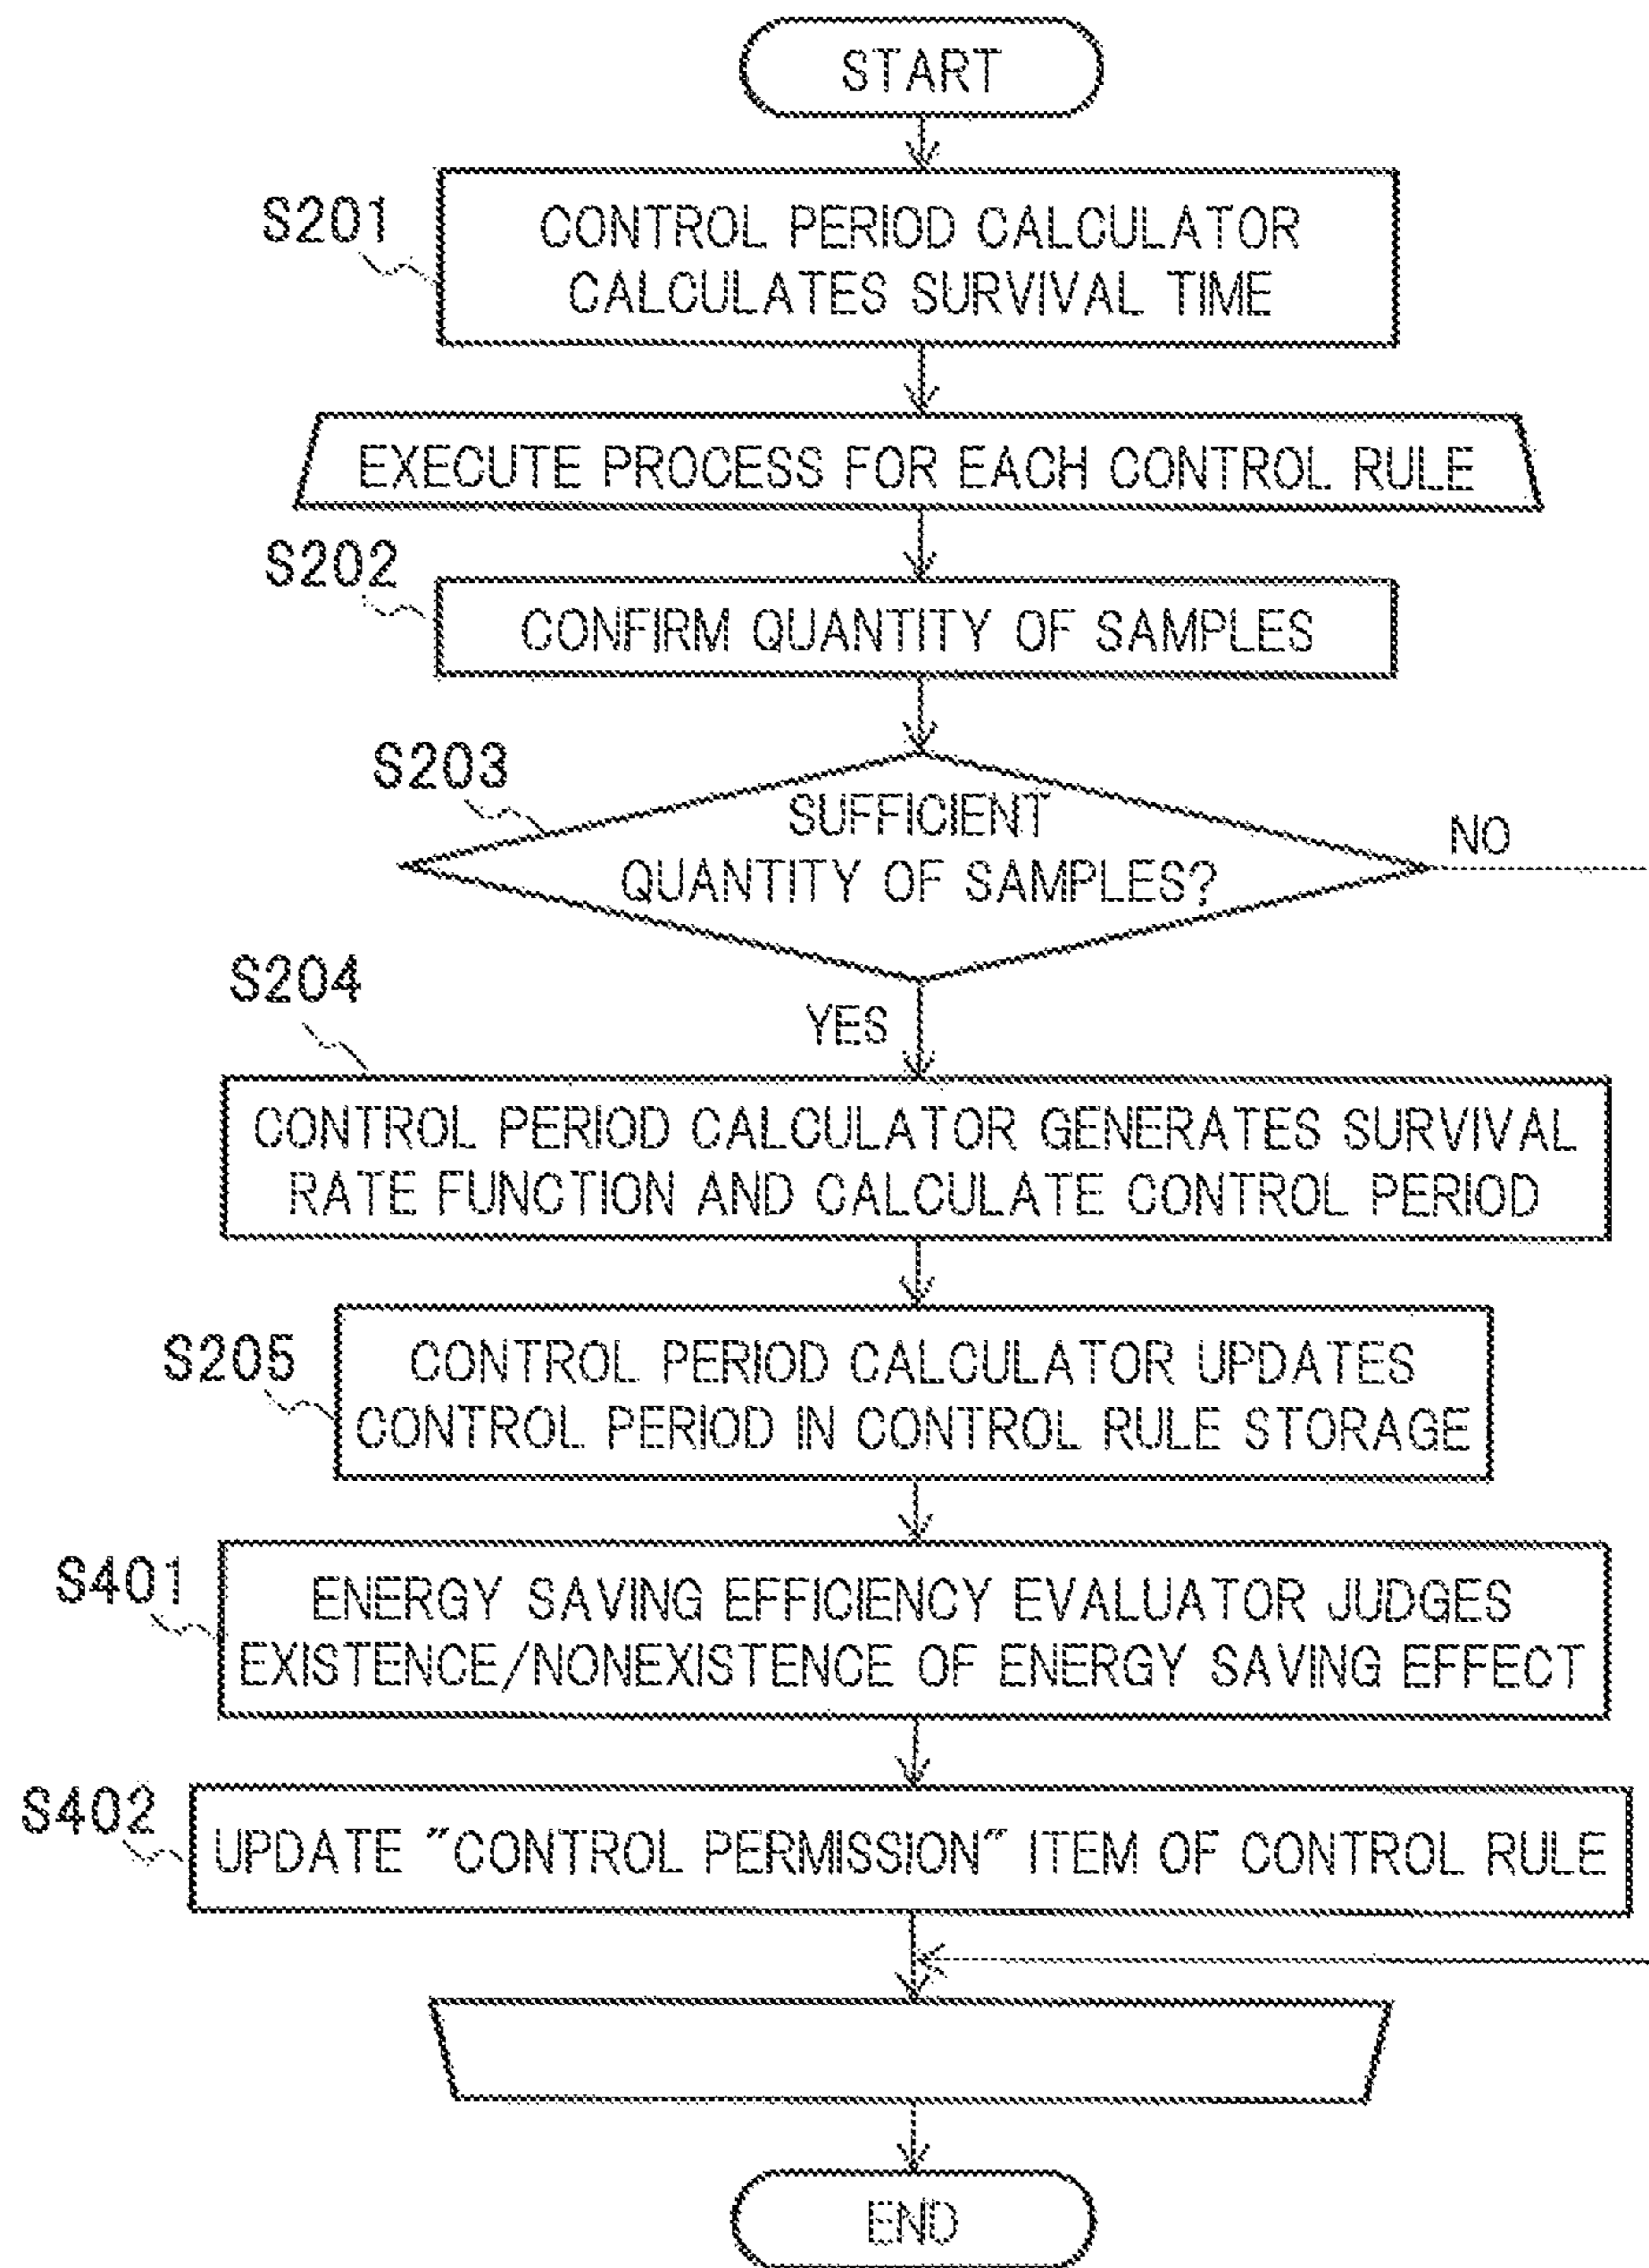 START
S201
CONTROL PERIOD CALCULATOR
CALCULATES SURVIVAL TIME
EXECUTE PROCESS FOR EACH CONTROL RULE
S202
CONFIRM QUANTITY OF SAMPLES
S203
SUFFICIENT
QUANTITY OF SAMPLES?
NO
S204
YES
CONTROL PERIOD CALCULATOR GENERATES SURVIVAL
RATE FUNCTION AND CALCULATE CONTROL PERIOD
S205
CONTROL PERIOD CALCULATOR UPDATES
CONTROL PERIOD IN CONTROL RULE STORAGE
S401
ENERGY SAVING EFFICIENCY EVALUATOR JUDGES
EXISTENCE/NONEXISTENCE OF ENERGY SAVING EFFECT
S402
UPDATE "CONTROL PERMISSION" ITEM OF CONTROL RULE
END